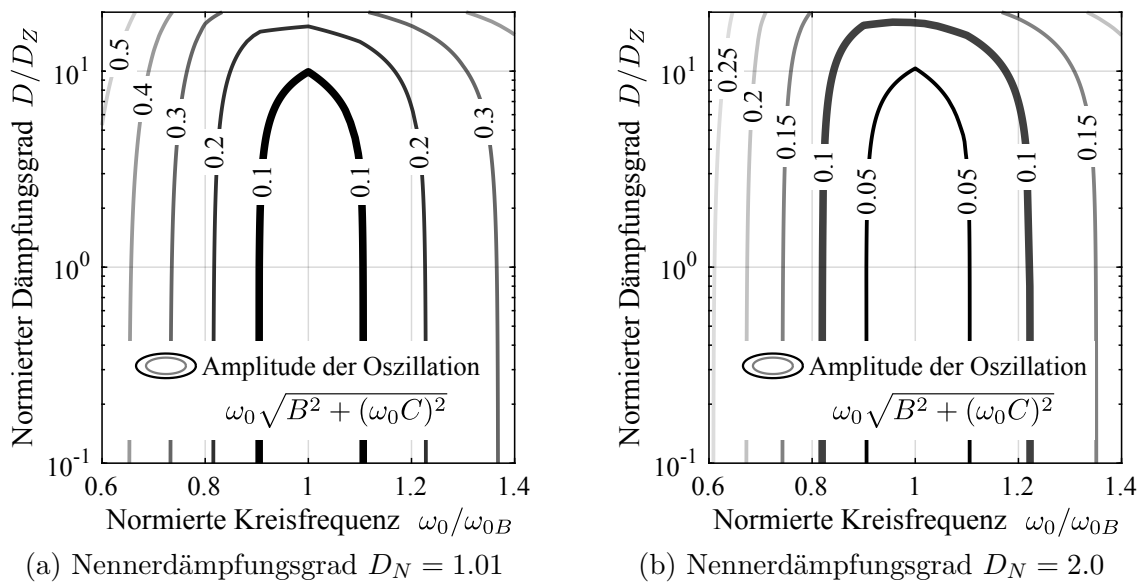 Normierter Dämpfungsgrad D/D_Z
10^1
10^0
10^-1
0.5
0.4
0.3
0.2
0.1
0.1
0.2
0.3
Amplitude der Oszillation
ω_0√(B^2 + (ω_0C)^2)
0.6 0.8 1 1.2 1.4
Normierte Kreisfrequenz ω_0/ω_0B
(a) Nennerdämpfungsgrad D_N = 1.01
Normierter Dämpfungsgrad D/D_Z
10^1
10^0
10^-1
0.25
0.2
0.15
0.1
0.05
0.05
0.1
0.15
Amplitude der Oszillation
ω_0√(B^2 + (ω_0C)^2)
0.6 0.8 1 1.2 1.4
Normierte Kreisfrequenz ω_0/ω_0B
(b) Nennerdämpfungsgrad D_N = 2.0